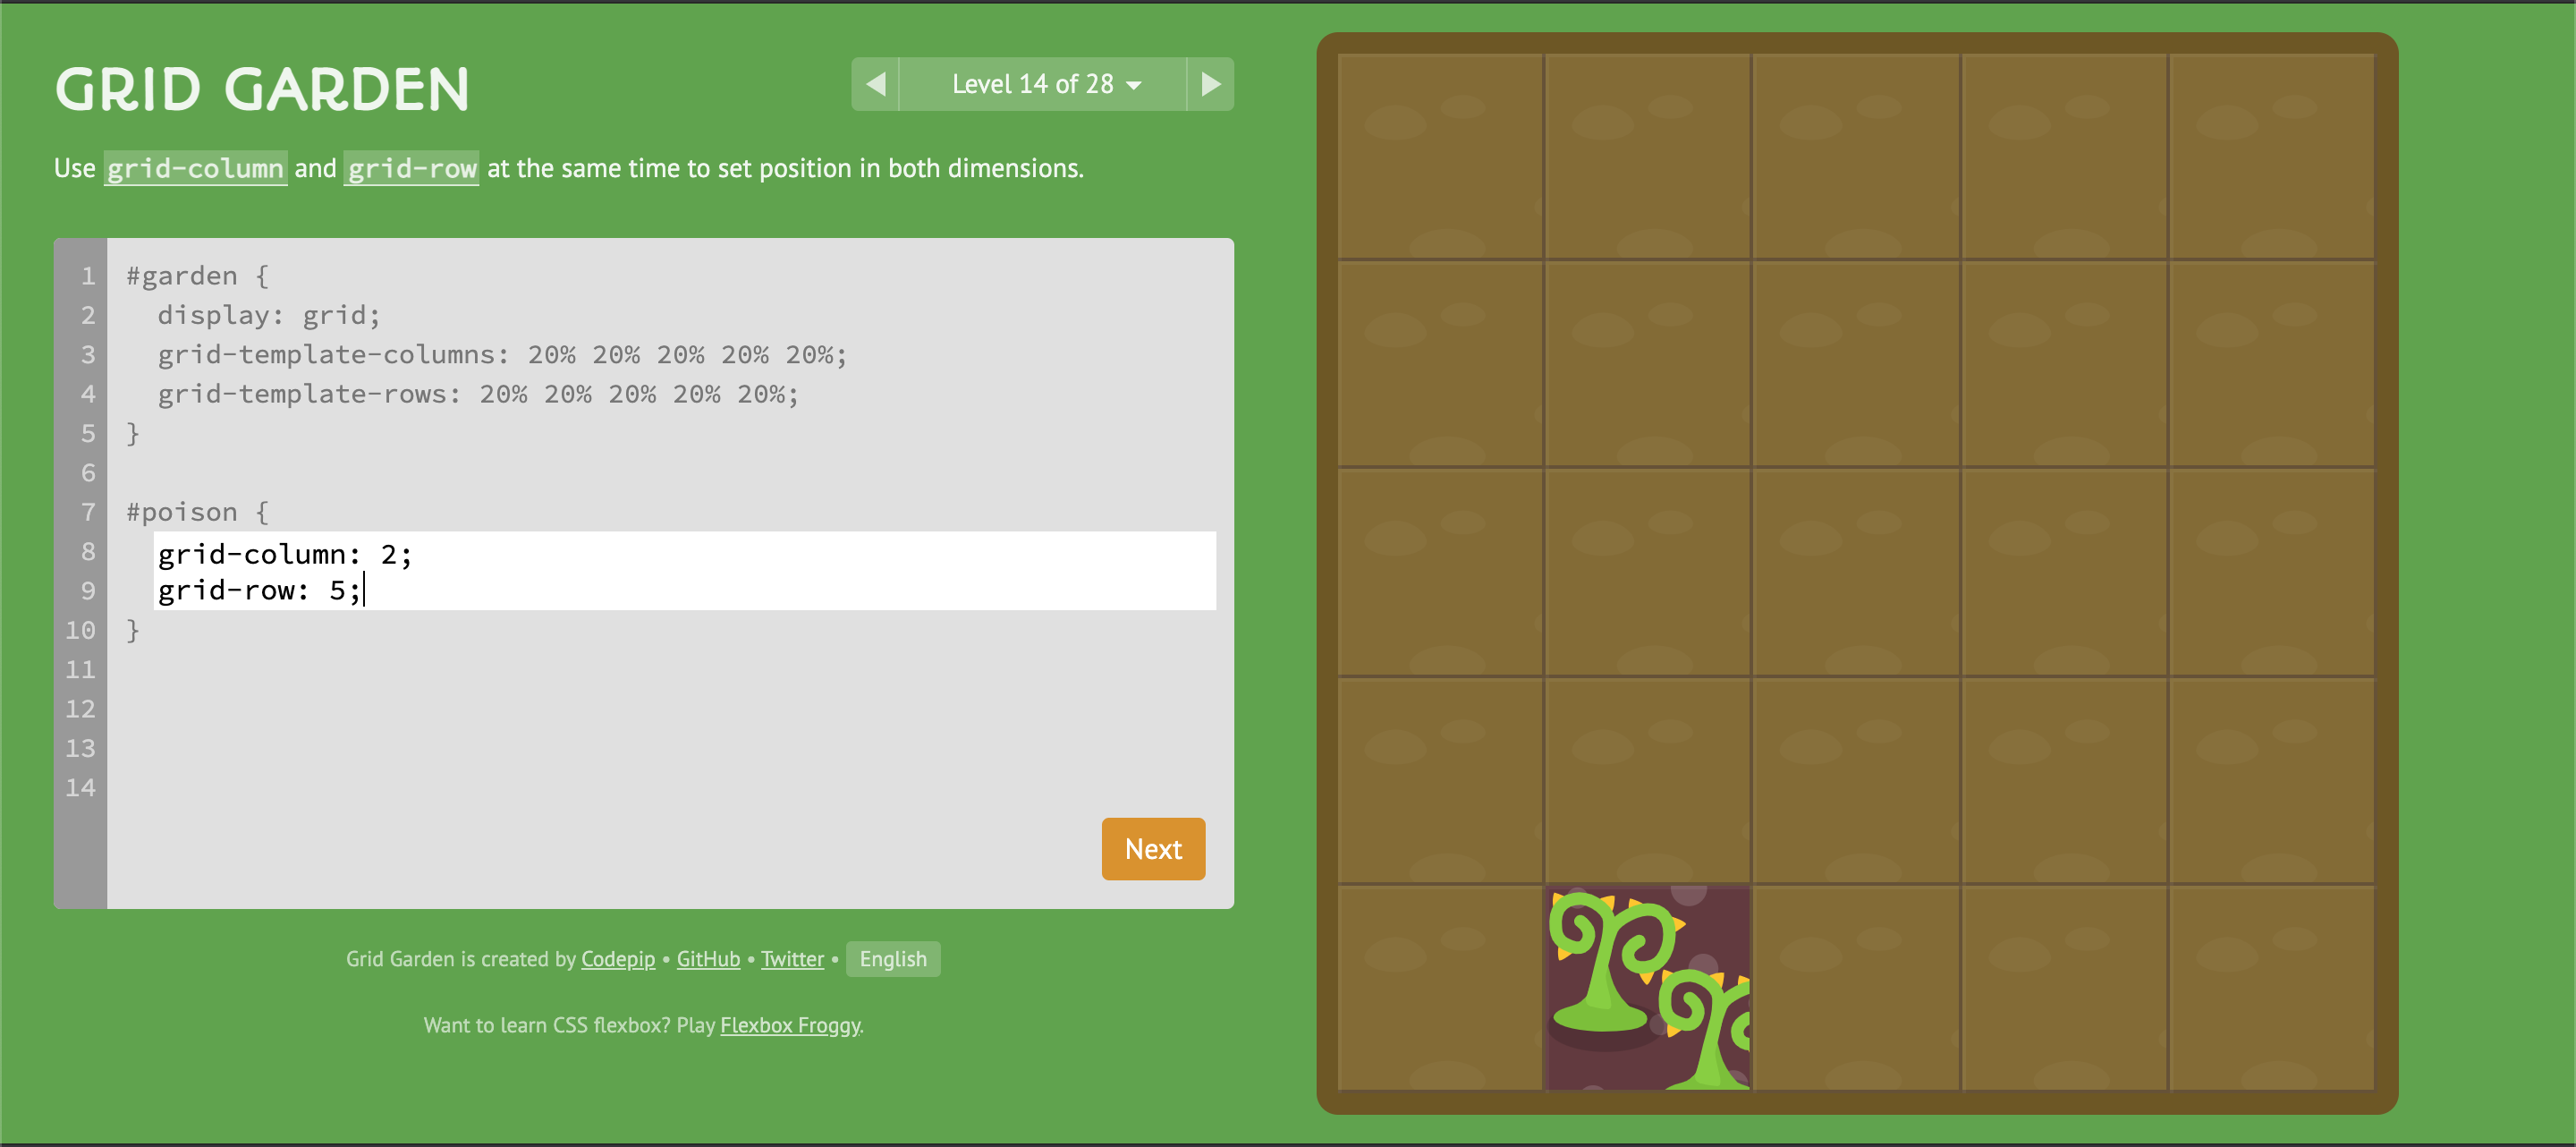 GRID GARDEN
Level 14 of 28
Use grid-column and grid-row at the same time to set position in both dimensions.
1 #garden {
2 display: grid;
3 grid-template-columns: 20% 20% 20% 20% 20%;
4 grid-template-rows: 20% 20% 20% 20% 20%;
5 }
6
7 #poison {
8 grid-column: 2;
9 grid-row: 5;
10 }
11
12
13
14
Next
Grid Garden is created by Codepip • GitHub • Twitter • English
Want to learn CSS flexbox? Play Flexbox Froggy.